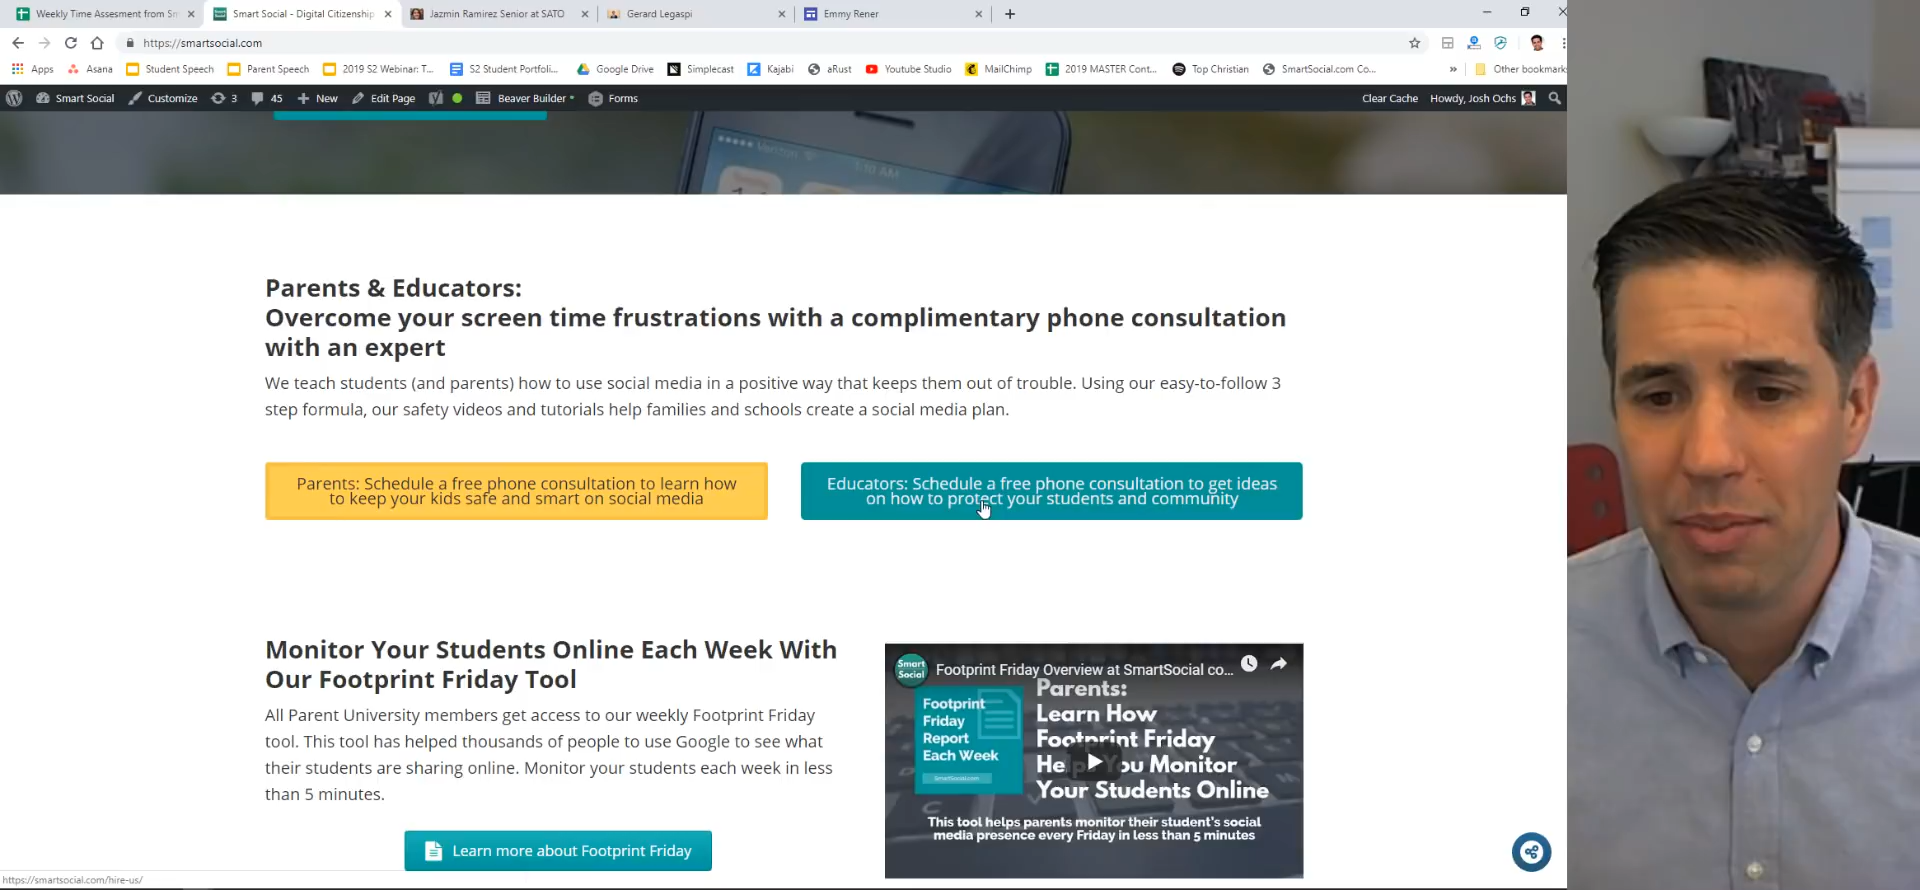 Weekly Time Assesment from Sm
Smart Social - Digital Citizenship
Jazmin Ramirez Senior at SATO
Gerard Legaspi
Emmy Rener
https://smartsocial.com
Apps
Asana
Student Speech
Parent Speech
2019 S2 Webinar: T...
S2 Student Portfoli...
Google Drive
Simplecast
Kajabi
aRust
Youtube Studio
MailChimp
2019 MASTER Cont...
Top Christian
SmartSocial.com Co...
Other bookmark
Smart Social
Customize
3
45
New
Edit Page
Beaver Builder
Forms
Clear Cache
Howdy, Josh Ochs
Verizon
1:10 AM
Parents & Educators:
Overcome your screen time frustrations with a complimentary phone consultation
with an expert
We teach students (and parents) how to use social media in a positive way that keeps them out of trouble. Using our easy-to-follow 3
step formula, our safety videos and tutorials help families and schools create a social media plan.
Parents: Schedule a free phone consultation to learn how
to keep your kids safe and smart on social media
Educators: Schedule a free phone consultation to get ideas
on how to protect your students and community
Monitor Your Students Online Each Week With
Our Footprint Friday Tool
All Parent University members get access to our weekly Footprint Friday
tool. This tool has helped thousands of people to use Google to see what
their students are sharing online. Monitor your students each week in less
than 5 minutes.
Learn more about Footprint Friday
Smart
Social
Footprint Friday Overview at SmartSocial co...
Footprint
Friday
Report
Each Week
SmartSocial.com
Parents:
Learn How
Footprint Friday
You Monitor
Your Students Online
This tool helps parents monitor their student's social
media presence every Friday in less than 5 minutes
https://smartsocial.com/hire-us/